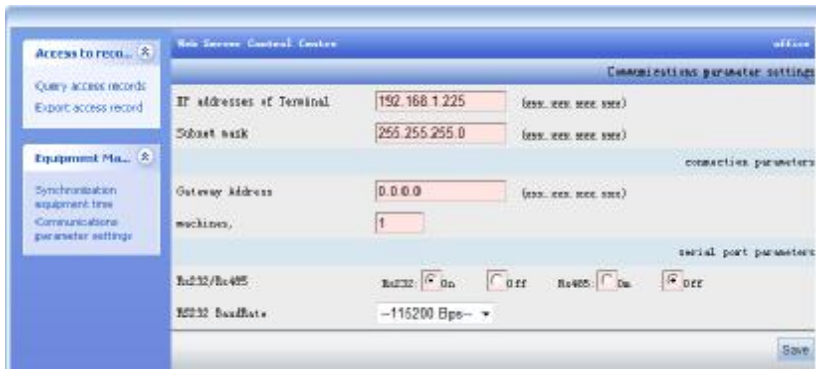 Access to reco...
Query access records
Export access record
Equipment Ma...
Synchronization
equipment time
Communications
parameter settings
Web Server Control Centre
office
Communications parameter settings
IP addresses of Terminal 192.168.1.225 (xxx. xxx. xxx. xxx)
Subnet mask 255.255.255.0 (xxx. xxx. xxx. xxx)
connection parameters
Gateway Address 0.0.0.0 (xxx. xxx. xxx. xxx)
machines, 1
serial port parameters
Rs232/Rs485 Rs232: On Off Rs485: On Off
RS232 BaudRate --115200 Bps--
Save